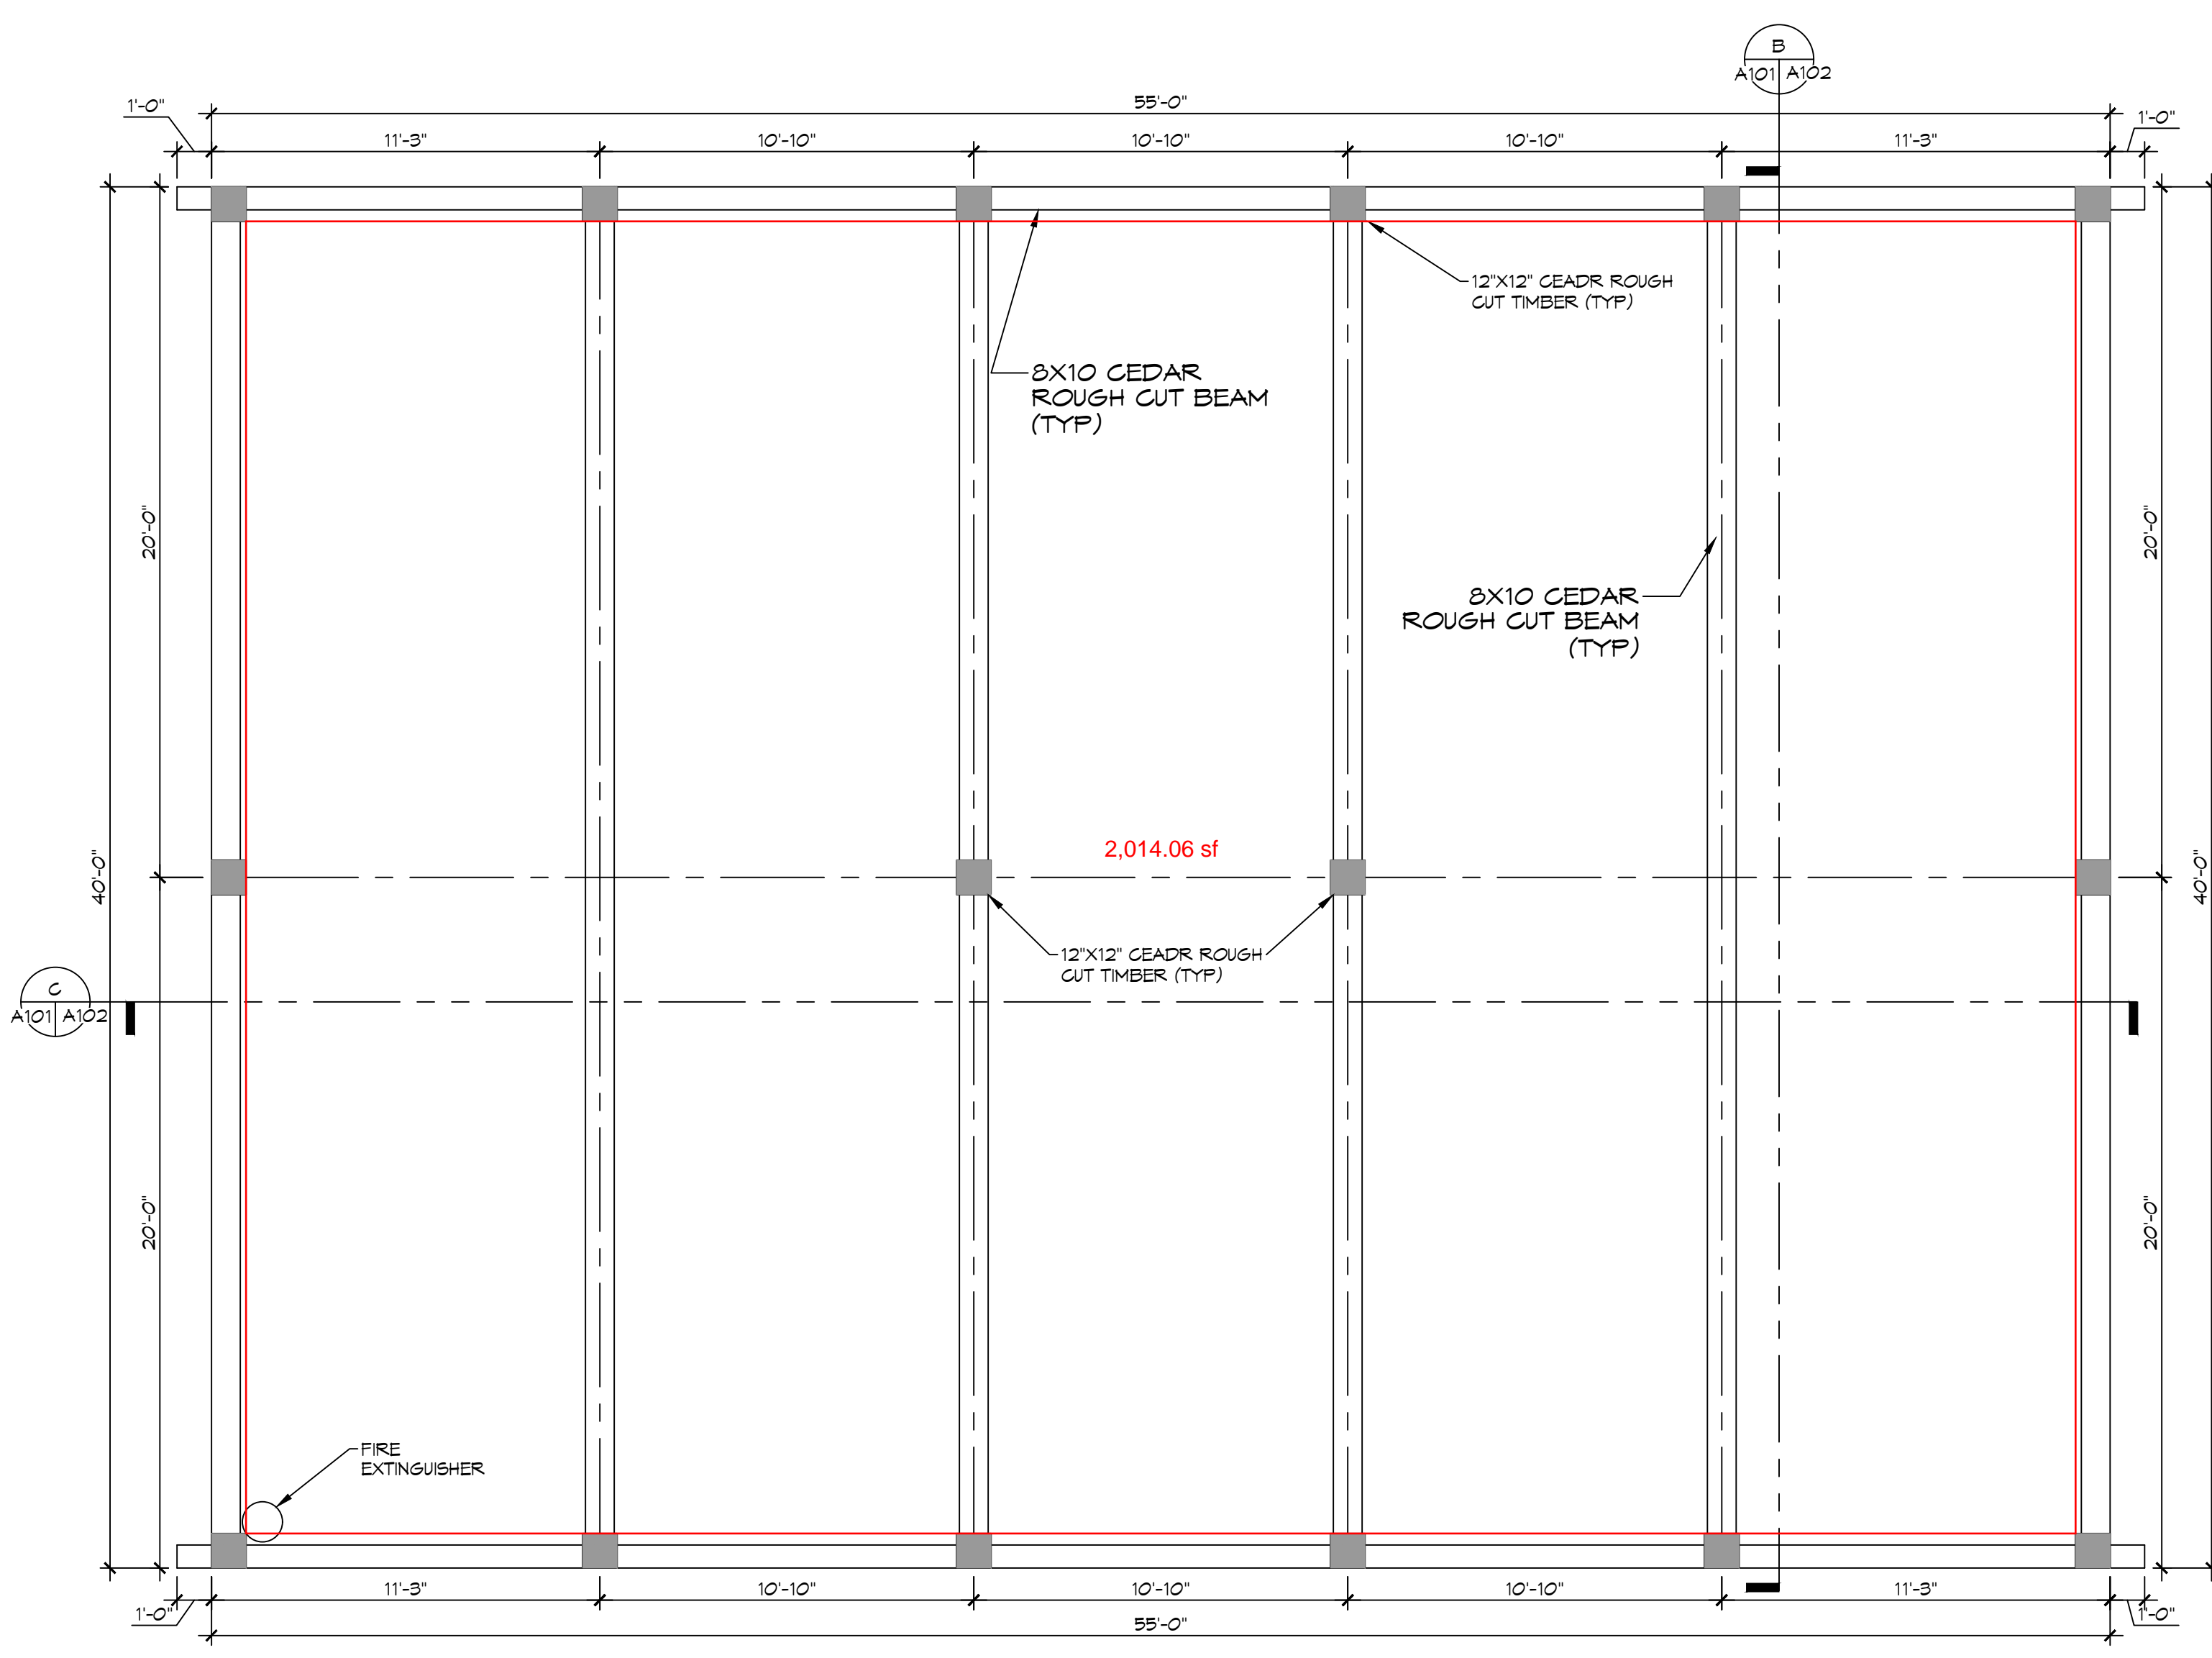 B
A101 A102
1'-0"
55'-0"
1'-0"
11'-3"
10'-10"
10'-10"
10'-10"
11'-3"
12"X12" CEADR ROUGH
CUT TIMBER (TYP)
8X10 CEDAR
ROUGH CUT BEAM
(TYP)
20'-0"
20'-0"
8X10 CEDAR
ROUGH CUT BEAM
(TYP)
2,014.06 sf
40'-0"
40'-0"
12"X12" CEADR ROUGH
CUT TIMBER (TYP)
C
A101 A102
20'-0"
20'-0"
FIRE
EXTINGUISHER
11'-3"
10'-10"
10'-10"
10'-10"
11'-3"
1'-0"
55'-0"
1'-0"